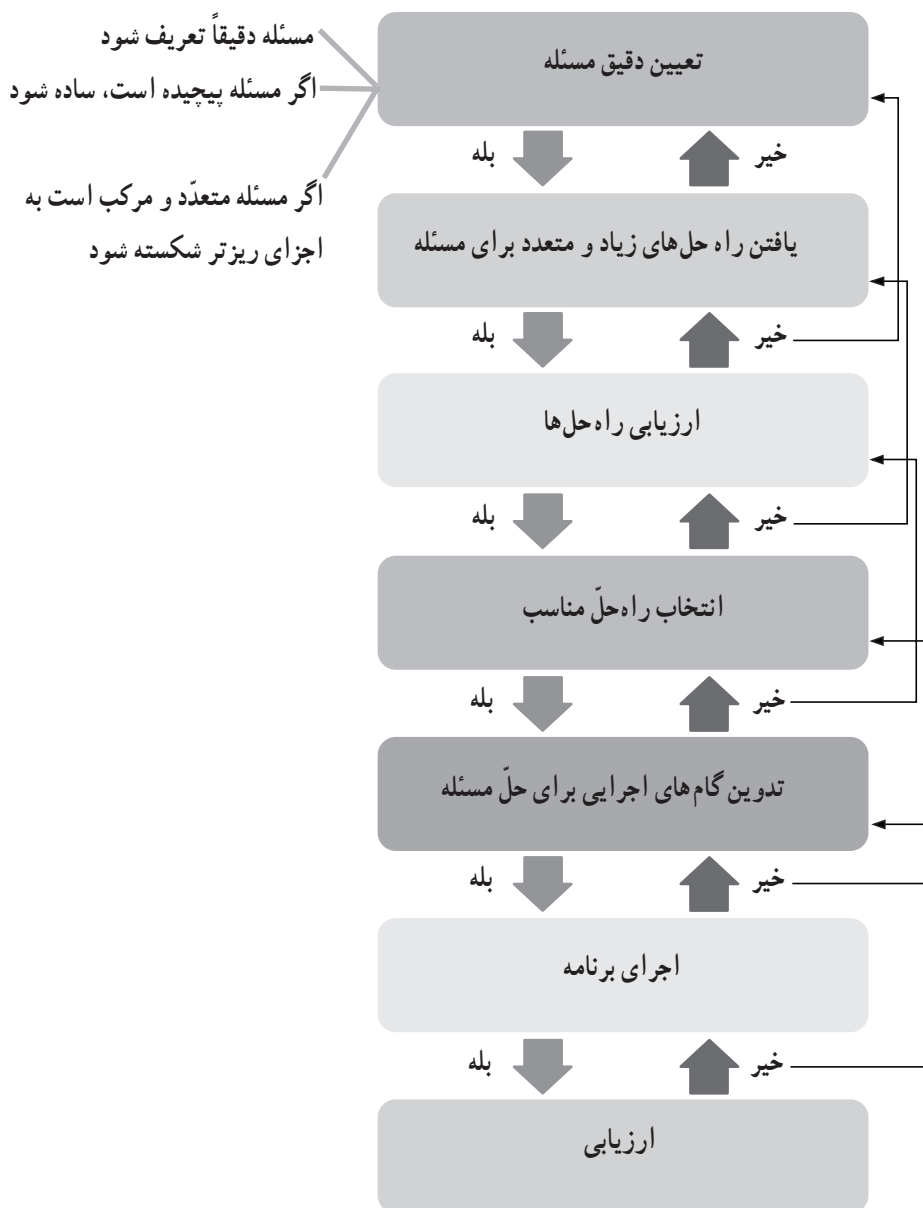 تعیین دقیق مسئله
مسئله دقیقاً تعریف شود
اگر مسئله پیچیده است، ساده شود
اگر مسئله متعدّد و مرکب است به
اجزای ریزتر شکسته شود
خیر
بله
یافتن راه حل‌های زیاد و متعدد برای مسئله
خیر
بله
ارزیابی راه‌حل‌ها
خیر
بله
انتخاب راه‌حلّ مناسب
خیر
بله
تدوین گام‌های اجرایی برای حلّ مسئله
خیر
بله
اجرای برنامه
خیر
بله
ارزیابی